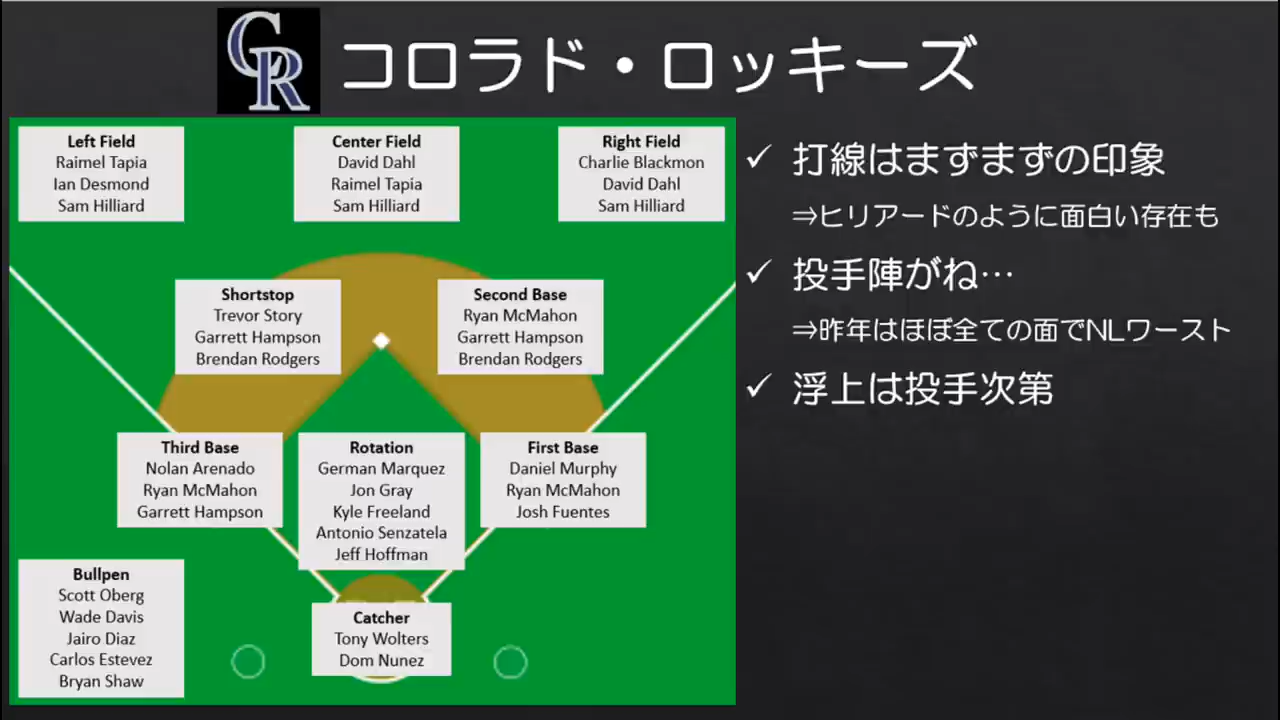 CR コロラド・ロッキーズ
Left Field
Raimel Tapia
Ian Desmond
Sam Hilliard
Center Field
David Dahl
Raimel Tapia
Sam Hilliard
Right Field
Charlie Blackmon
David Dahl
Sam Hilliard
Shortstop
Trevor Story
Garrett Hampson
Brendan Rodgers
Second Base
Ryan McMahon
Garrett Hampson
Brendan Rodgers
Third Base
Nolan Arenado
Ryan McMahon
Garrett Hampson
Rotation
German Marquez
Jon Gray
Kyle Freeland
Antonio Senzatela
Jeff Hoffman
First Base
Daniel Murphy
Ryan McMahon
Josh Fuentes
Bullpen
Scott Oberg
Wade Davis
Jairo Diaz
Carlos Estevez
Bryan Shaw
Catcher
Tony Wolters
Dom Nunez
✓ 打線はまずまずの印象
⇒ヒリアードのように面白い存在も
✓ 投手陣がね…
⇒昨年はほぼ全ての面でNLワースト
✓ 浮上は投手次第